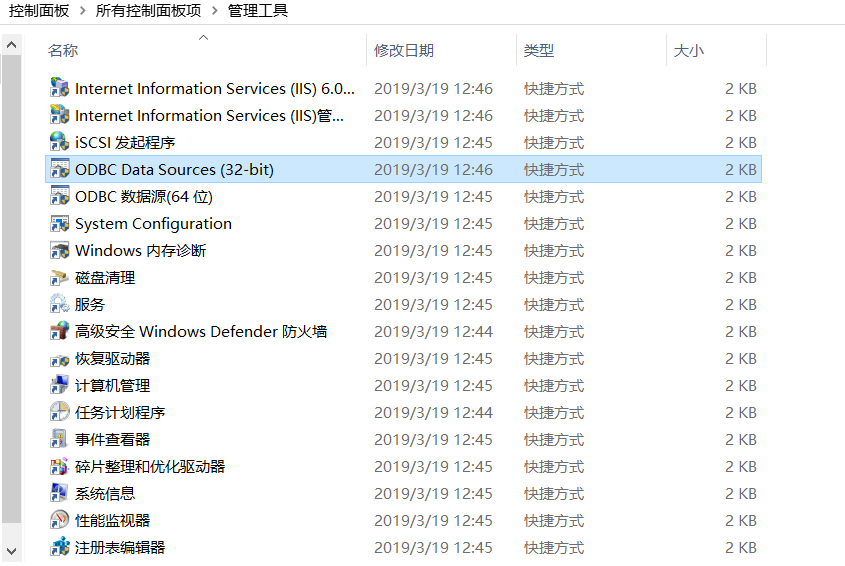 控制面板 > 所有控制面板项 > 管理工具
名称 修改日期 类型 大小
Internet Information Services (IIS) 6.0... 2019/3/19 12:46 快捷方式 2 KB
Internet Information Services (IIS)管... 2019/3/19 12:46 快捷方式 2 KB
iSCSI 发起程序 2019/3/19 12:45 快捷方式 2 KB
ODBC Data Sources (32-bit) 2019/3/19 12:46 快捷方式 2 KB
ODBC 数据源(64 位) 2019/3/19 12:45 快捷方式 2 KB
System Configuration 2019/3/19 12:45 快捷方式 2 KB
Windows 内存诊断 2019/3/19 12:45 快捷方式 2 KB
磁盘清理 2019/3/19 12:45 快捷方式 2 KB
服务 2019/3/19 12:45 快捷方式 2 KB
高级安全 Windows Defender 防火墙 2019/3/19 12:44 快捷方式 2 KB
恢复驱动器 2019/3/19 12:45 快捷方式 2 KB
计算机管理 2019/3/19 12:45 快捷方式 2 KB
任务计划程序 2019/3/19 12:44 快捷方式 2 KB
事件查看器 2019/3/19 12:45 快捷方式 2 KB
碎片整理和优化驱动器 2019/3/19 12:45 快捷方式 2 KB
系统信息 2019/3/19 12:45 快捷方式 2 KB
性能监视器 2019/3/19 12:45 快捷方式 2 KB
注册表编辑器 2019/3/19 12:45 快捷方式 2 KB